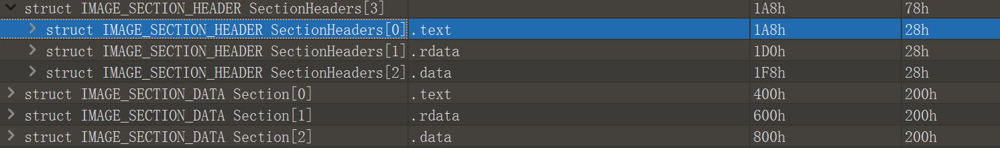 struct IMAGE_SECTION_HEADER SectionHeaders[3] 1A8h 78h
struct IMAGE_SECTION_HEADER SectionHeaders[0] .text 1A8h 28h
struct IMAGE_SECTION_HEADER SectionHeaders[1] .rdata 1D0h 28h
struct IMAGE_SECTION_HEADER SectionHeaders[2] .data 1F8h 28h
struct IMAGE_SECTION_DATA Section[0] .text 400h 200h
struct IMAGE_SECTION_DATA Section[1] .rdata 600h 200h
struct IMAGE_SECTION_DATA Section[2] .data 800h 200h